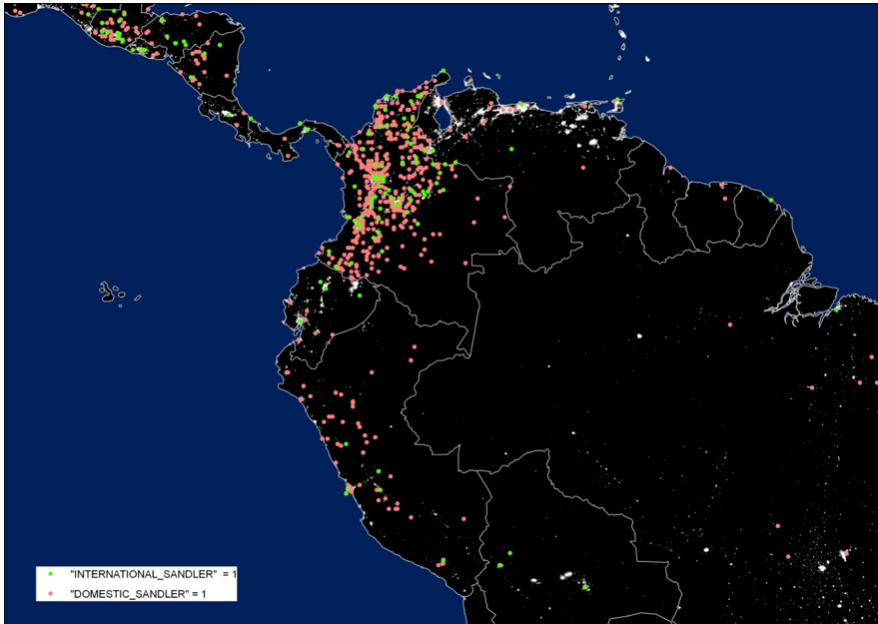 "INTERNATIONAL_SANDLER" = 1
"DOMESTIC_SANDLER" = 1